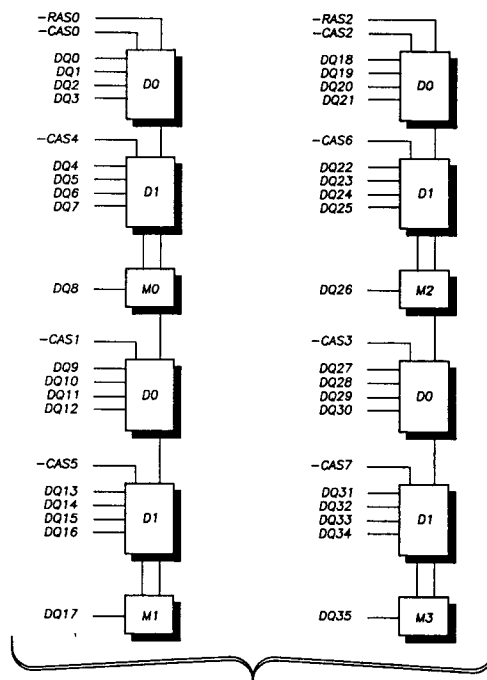 -RAS0
-CAS0
DQ0
DQ1
DQ2
DQ3
D0
-CAS4
DQ4
DQ5
DQ6
DQ7
D1
DQ8
M0
-CAS1
DQ9
DQ10
DQ11
DQ12
D0
-CAS5
DQ13
DQ14
DQ15
DQ16
D1
DQ17
M1
-RAS2
-CAS2
DQ18
DQ19
DQ20
DQ21
D0
-CAS6
DQ22
DQ23
DQ24
DQ25
D1
DQ26
M2
-CAS3
DQ27
DQ28
DQ29
DQ30
D0
-CAS7
DQ31
DQ32
DQ33
DQ34
D1
DQ35
M3